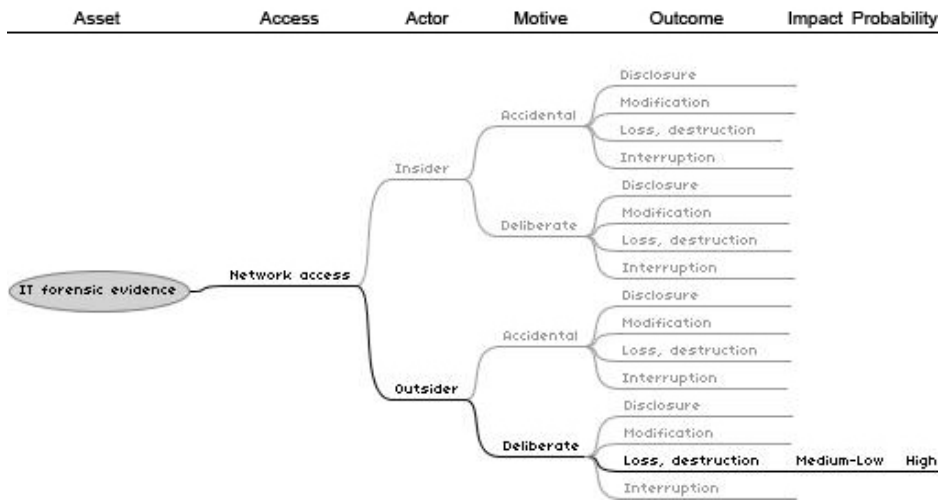 Asset Access Actor Motive Outcome Impact Probability
Disclosure
Modification
Accidental
Loss, destruction
Interruption
Insider
Disclosure
Modification
Deliberate
Loss, destruction
Interruption
Network access
IT forensic evidence
Disclosure
Modification
Accidental
Loss, destruction
Interruption
Outsider
Disclosure
Modification
Deliberate
Loss, destruction Medium-Low High
Interruption